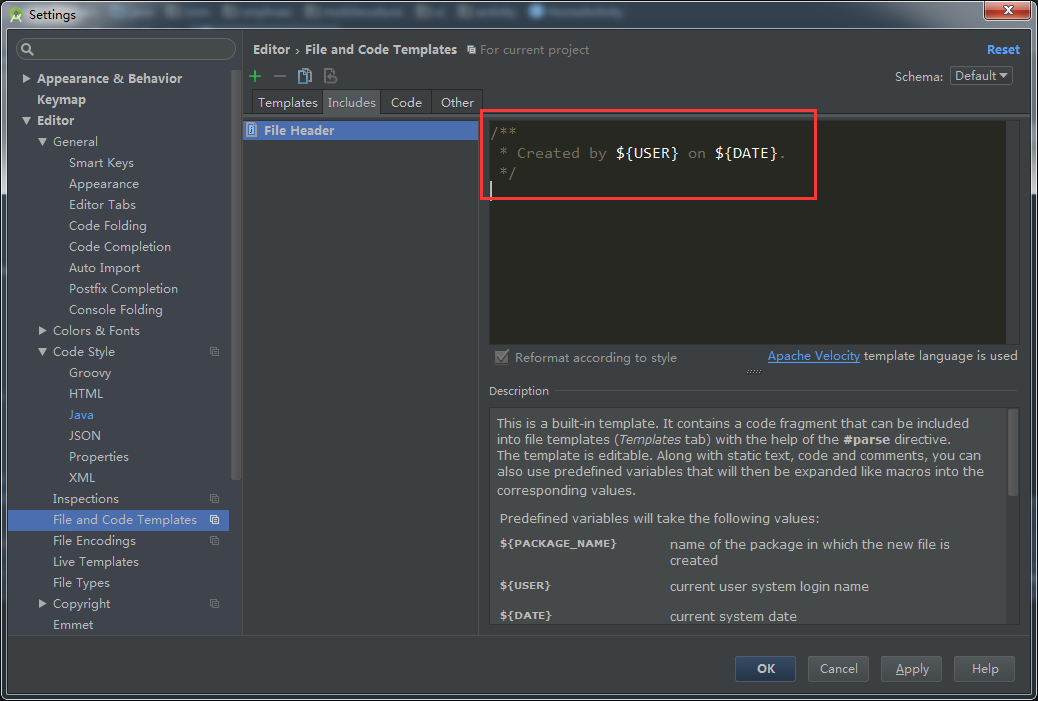 Settings
Editor › File and Code Templates For current project Reset
Schema: Default
Templates Includes Code Other
Appearance & Behavior
Keymap
Editor
General
Smart Keys
Appearance
Editor Tabs
Code Folding
Code Completion
Auto Import
Postfix Completion
Console Folding
Colors & Fonts
Code Style
Groovy
HTML
Java
JSON
Properties
XML
Inspections
File and Code Templates
File Encodings
Live Templates
File Types
Copyright
Emmet
File Header
/**
* Created by ${USER} on ${DATE}.
*/
Reformat according to style
Apache Velocity template language is used
Description
This is a built-in template. It contains a code fragment that can be included
into file templates (Templates tab) with the help of the #parse directive.
The template is editable. Along with static text, code and comments, you can
also use predefined variables that will then be expanded like macros into the
corresponding values.
Predefined variables will take the following values:
${PACKAGE_NAME} name of the package in which the new file is
created
${USER} current user system login name
${DATE} current system date
OK Cancel Apply Help